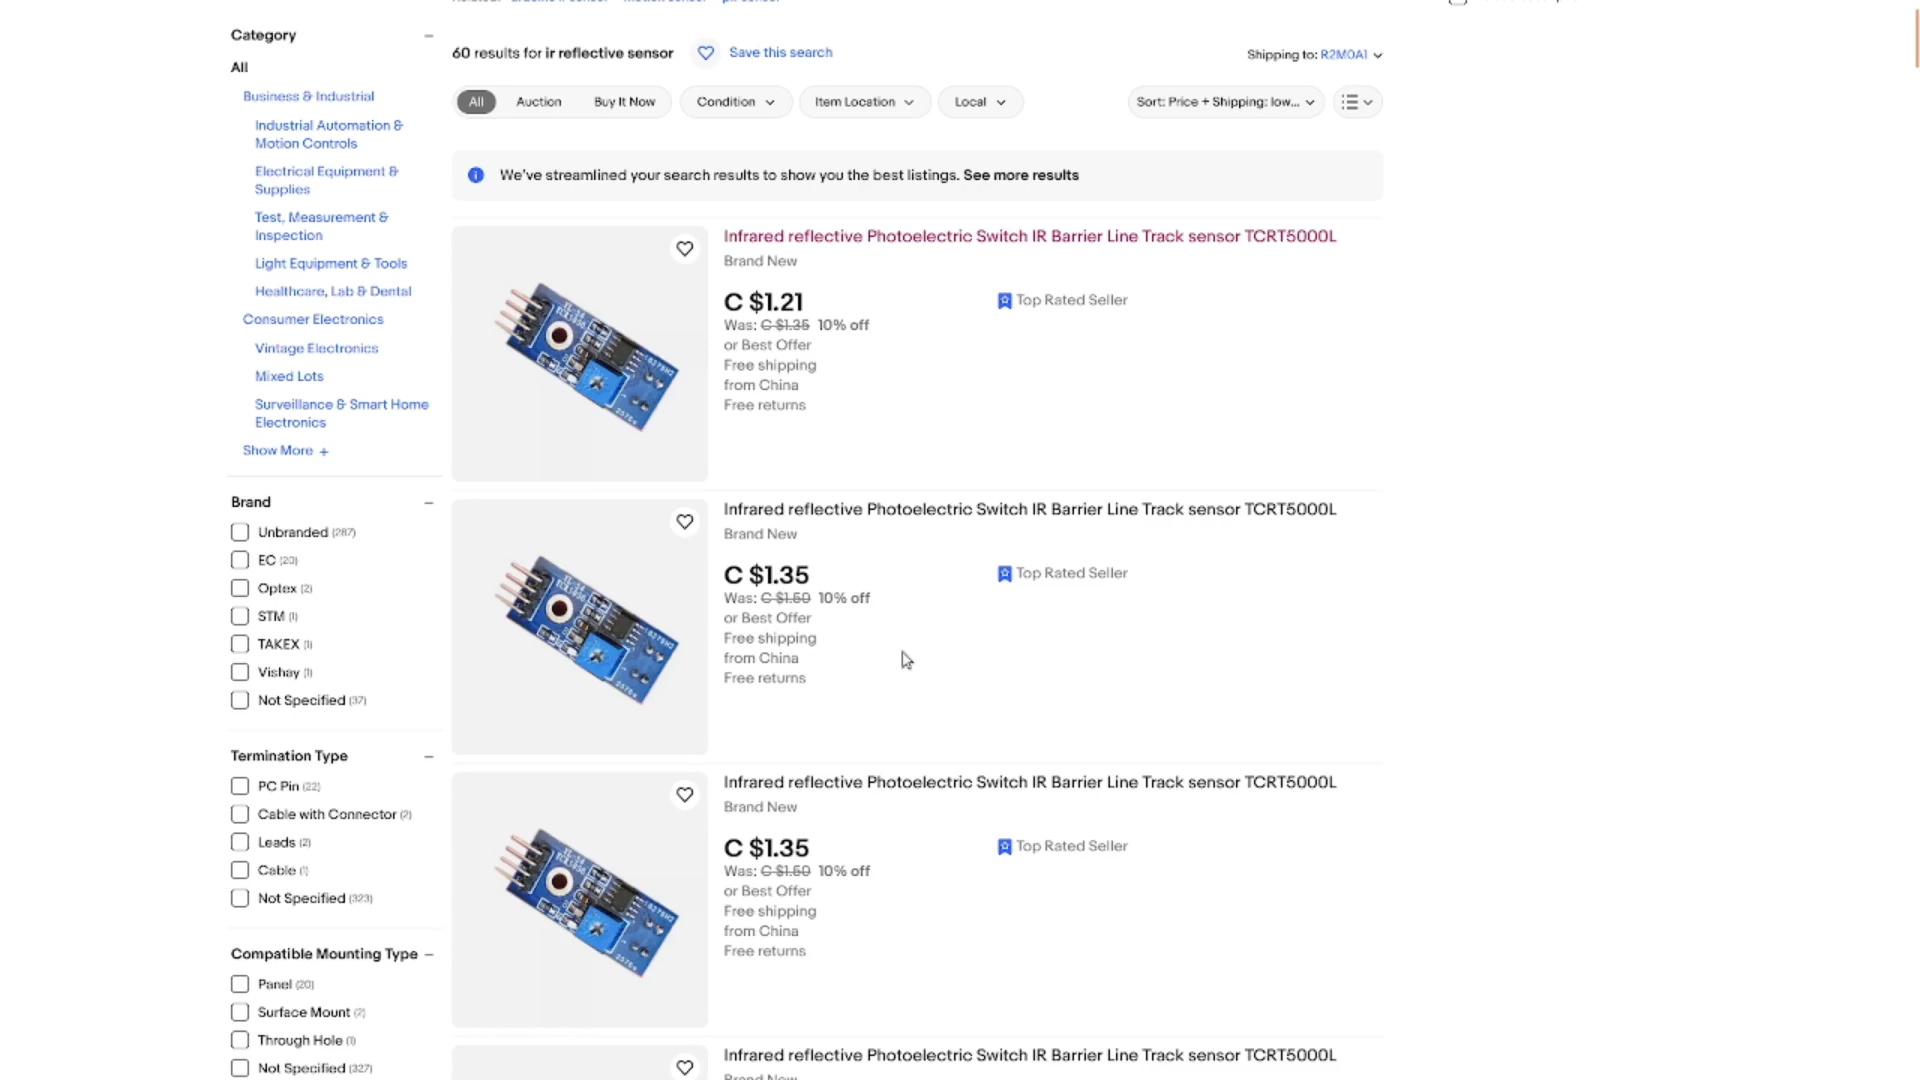 Category
All
Business & Industrial
Industrial Automation &
Motion Controls
Electrical Equipment &
Supplies
Test, Measurement &
Inspection
Light Equipment & Tools
Healthcare, Lab & Dental
Consumer Electronics
Vintage Electronics
Mixed Lots
Surveillance & Smart Home
Electronics
Show More +
Brand
Unbranded (287)
EC (20)
Optex (2)
STM (1)
TAKEX (1)
Vishay (1)
Not Specified (37)
Termination Type
PC Pin (22)
Cable with Connector (2)
Leads (2)
Cable (1)
Not Specified (323)
Compatible Mounting Type
Panel (20)
Surface Mount (2)
Through Hole (1)
Not Specified (327)
60 results for ir reflective sensor
Save this search
Shipping to: R2M0A1
All
Auction
Buy It Now
Condition
Item Location
Local
Sort: Price + Shipping: low...
We've streamlined your search results to show you the best listings. See more results
Infrared reflective Photoelectric Switch IR Barrier Line Track sensor TCRT5000L
Brand New
C $1.21
Top Rated Seller
Was: C $1.35 10% off
or Best Offer
Free shipping
from China
Free returns
Infrared reflective Photoelectric Switch IR Barrier Line Track sensor TCRT5000L
Brand New
C $1.35
Top Rated Seller
Was: C $1.50 10% off
or Best Offer
Free shipping
from China
Free returns
Infrared reflective Photoelectric Switch IR Barrier Line Track sensor TCRT5000L
Brand New
C $1.35
Top Rated Seller
Was: C $1.50 10% off
or Best Offer
Free shipping
from China
Free returns
Infrared reflective Photoelectric Switch IR Barrier Line Track sensor TCRT5000L
Brand New